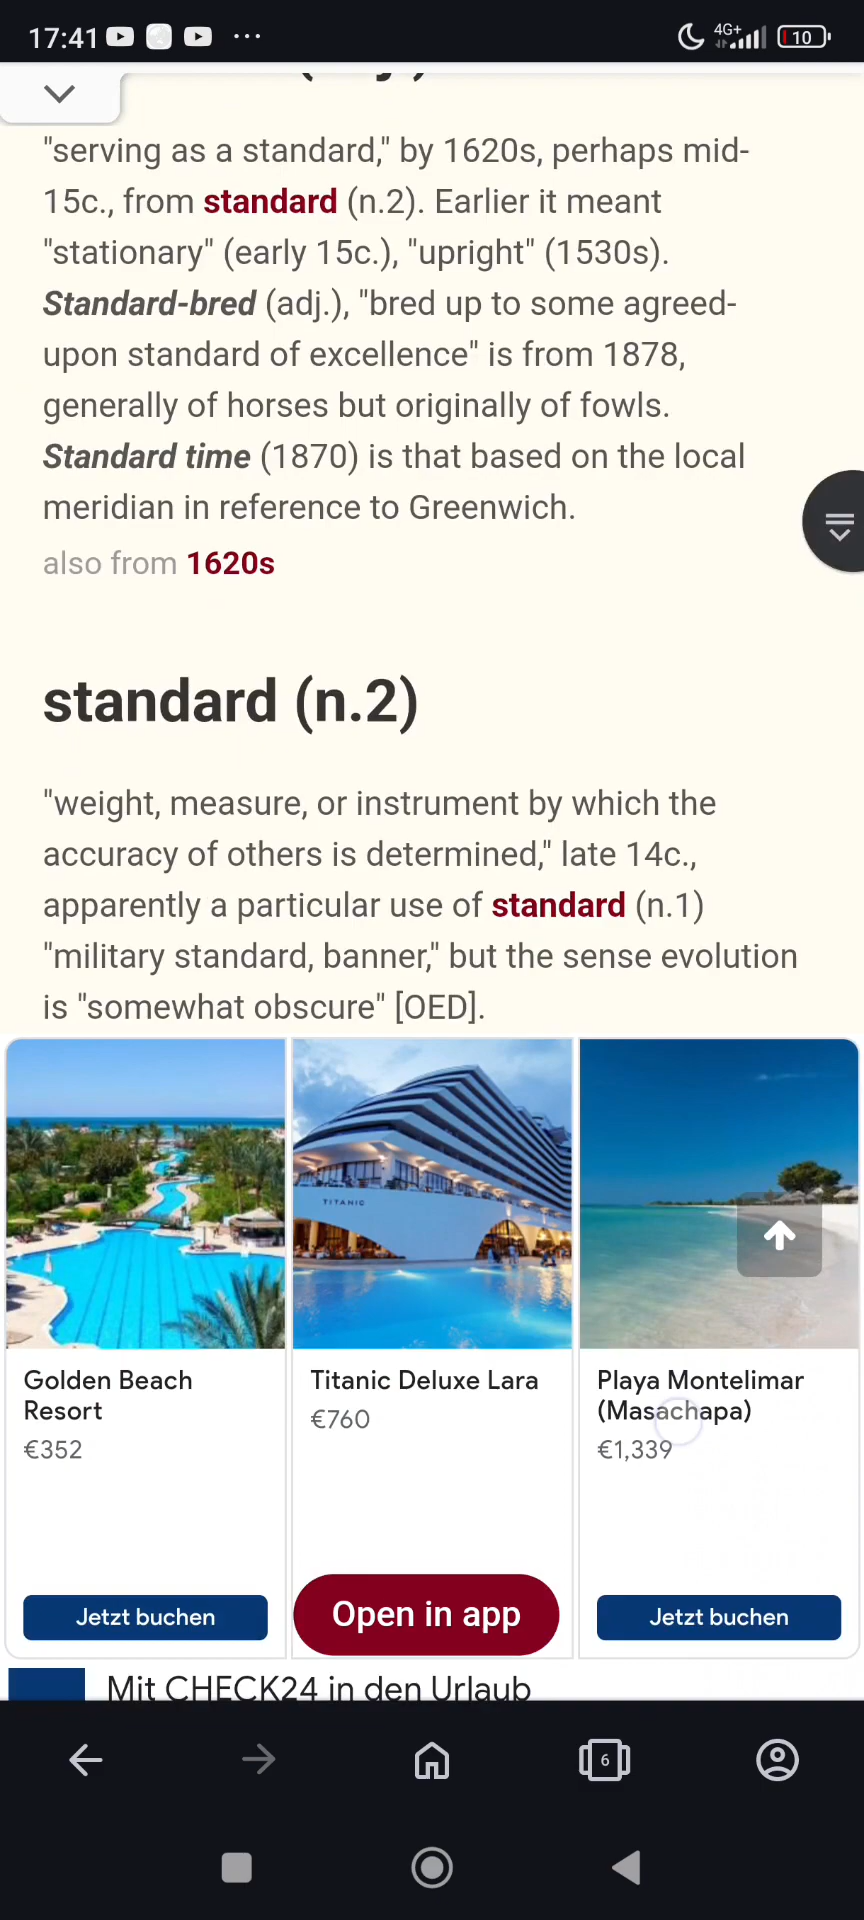 17:41
4G+
10
"serving as a standard," by 1620s, perhaps mid-
15c., from standard (n.2). Earlier it meant
"stationary" (early 15c.), "upright" (1530s).
Standard-bred (adj.), "bred up to some agreed-
upon standard of excellence" is from 1878,
generally of horses but originally of fowls.
Standard time (1870) is that based on the local
meridian in reference to Greenwich.
also from 1620s
standard (n.2)
"weight, measure, or instrument by which the
accuracy of others is determined," late 14c.,
apparently a particular use of standard (n.1)
"military standard, banner," but the sense evolution
is "somewhat obscure" [OED].
TITANIC
Golden Beach
Resort
€352
Jetzt buchen
Titanic Deluxe Lara
€760
Open in app
Playa Montelimar
(Masachapa)
€1,339
Jetzt buchen
Mit CHECK24 in den Urlaub
6